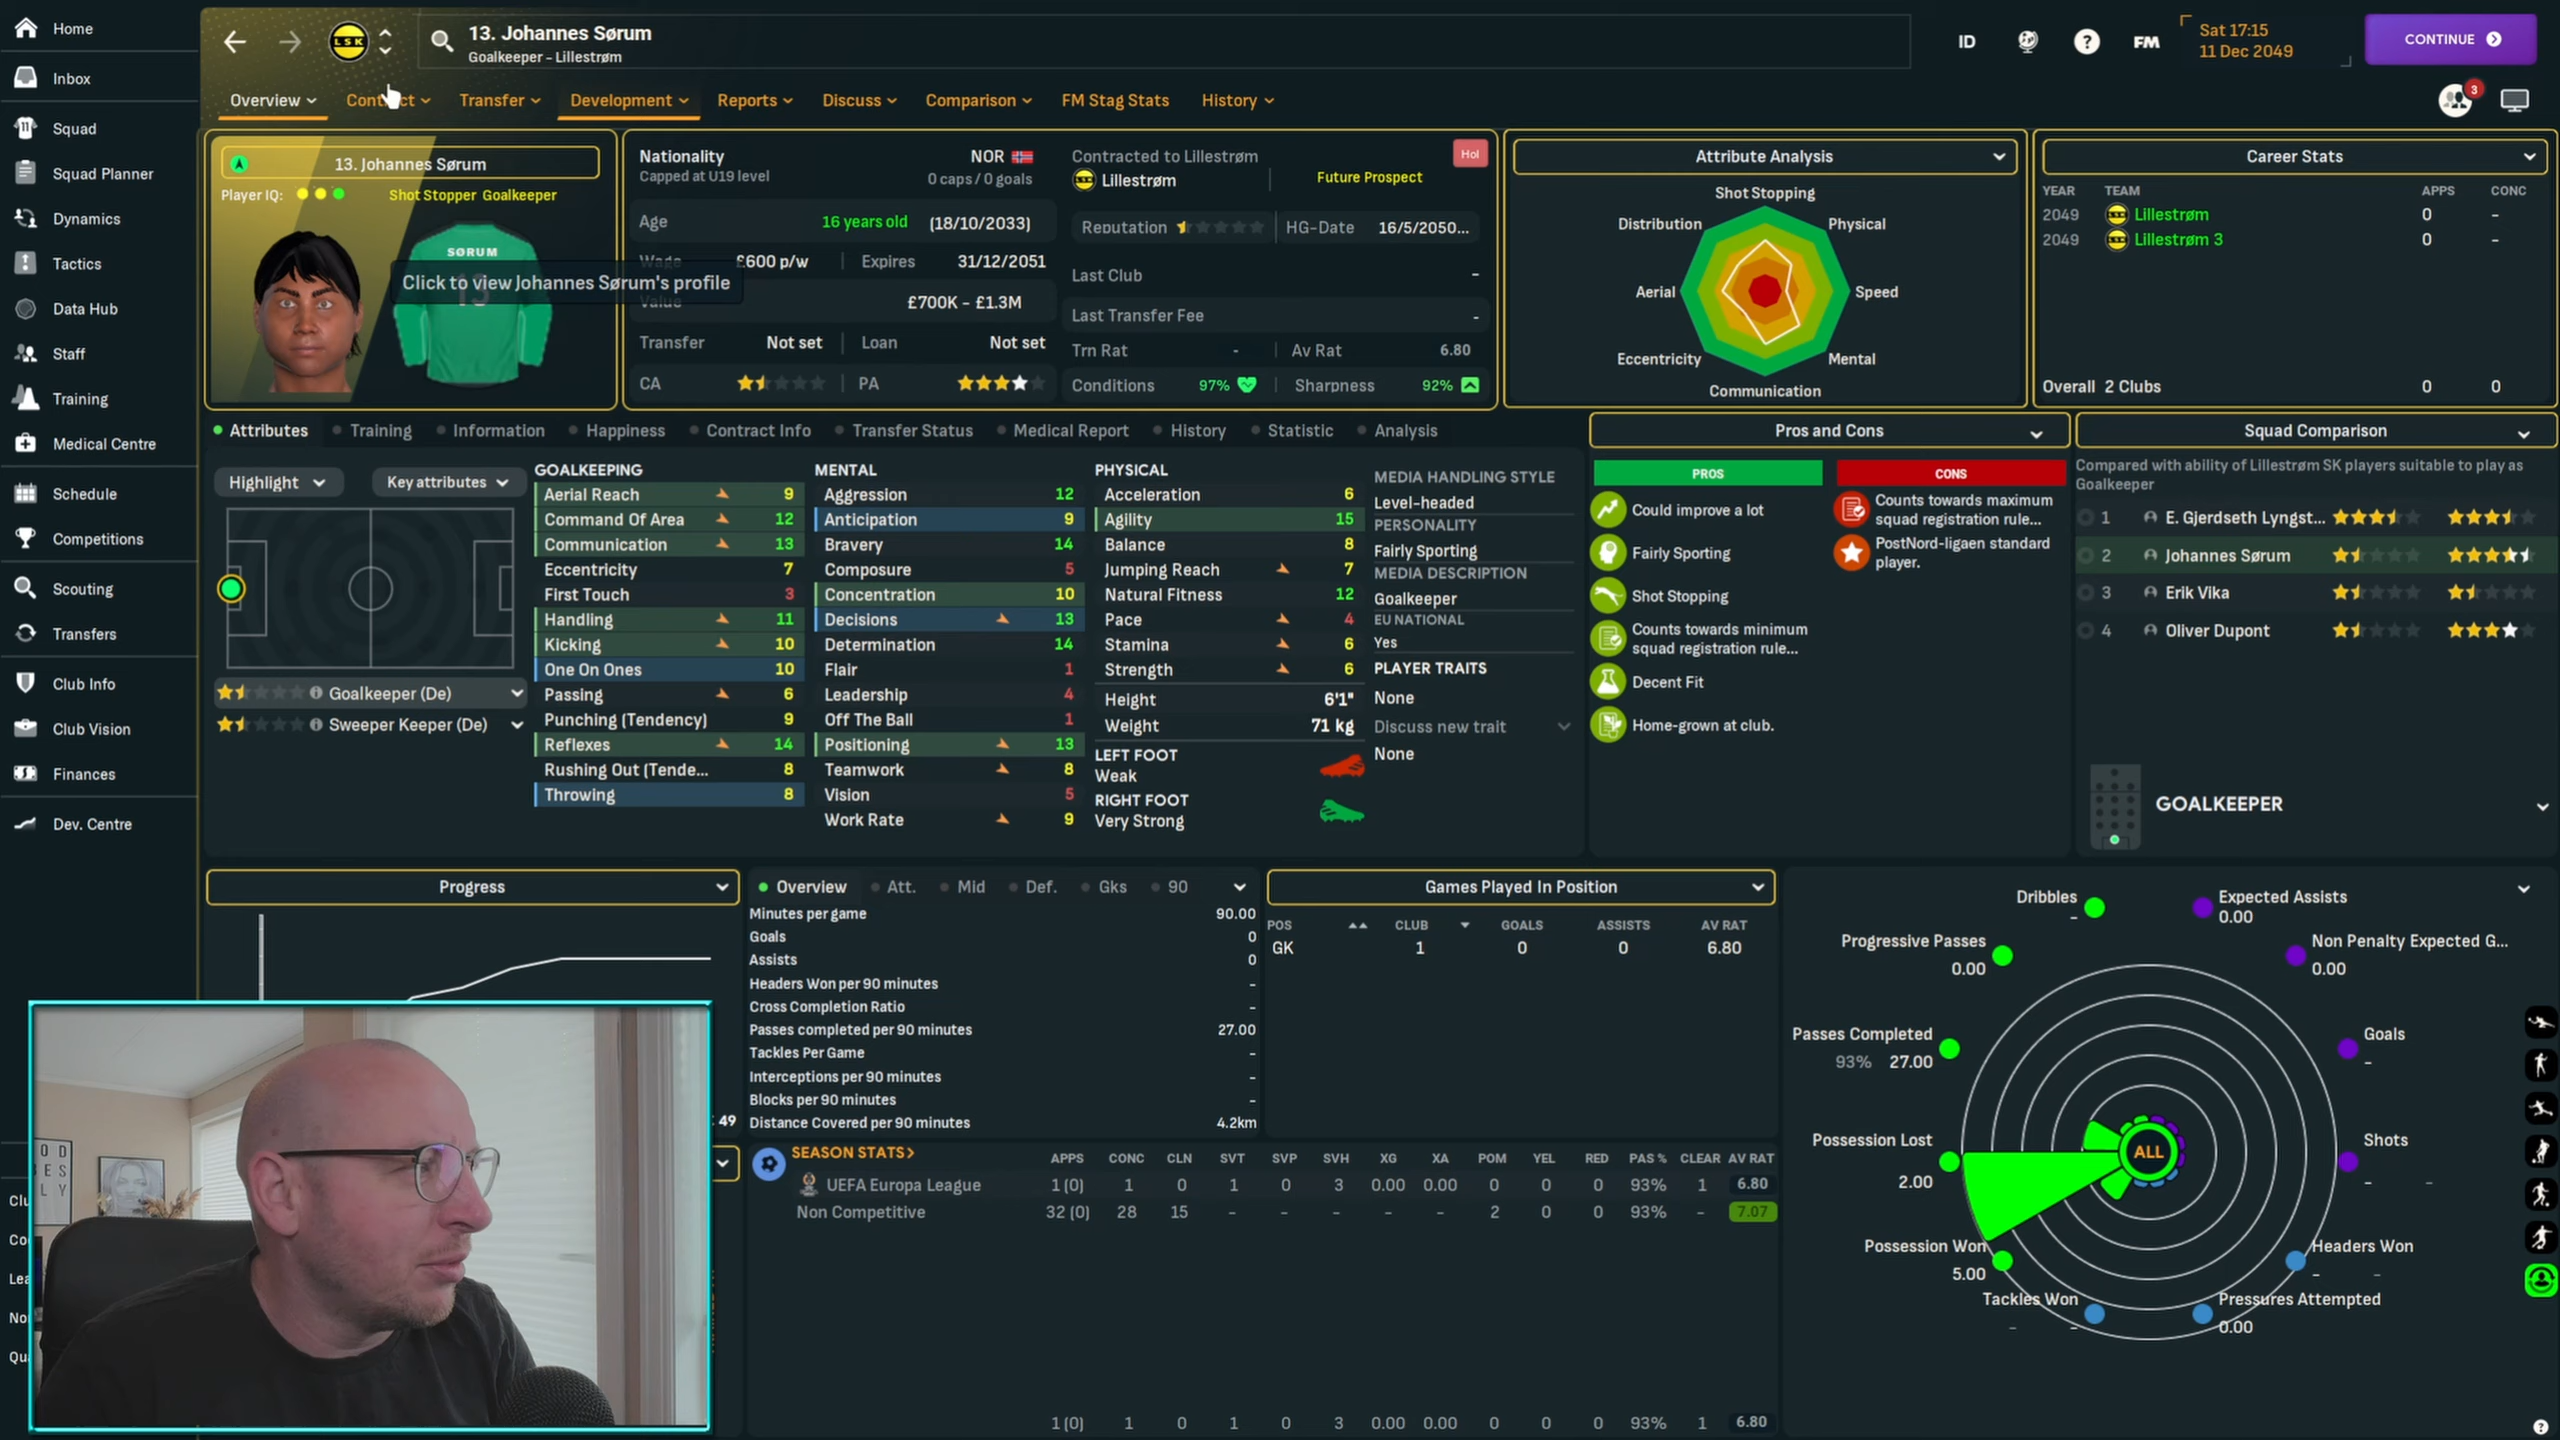 Home
Inbox
Squad
Squad Planner
Dynamics
Tactics
Data Hub
Staff
Training
Medical Centre
Schedule
Competitions
Scouting
Transfers
Club Info
Club Vision
Finances
Dev. Centre
LSK
13. Johannes Sørum
Goalkeeper - Lillestrøm
ID
?
FM
Sat 17:15
11 Dec 2049
CONTINUE
Overview
Transfer
Development
Reports
Discuss
Comparison
FM Stag Stats
History
3
13. Johannes Sørum
Player IQ:
Shot Stopper Goalkeeper
SØRUM
Click to view Johannes Sørum's profile
Nationality
NOR
Capped at U19 level
0 caps / 0 goals
Age
16 years old
(18/10/2033)
Wage
£600 p/w
Expires
31/12/2051
Value
£700K - £1.3M
Transfer
Not set
Loan
Not set
CA
PA
Contracted to Lillestrøm
Lillestrøm
Hol
Future Prospect
Reputation
HG-Date
16/5/2050...
Last Club
-
Last Transfer Fee
-
Trn Rat
-
Av Rat
6.80
Conditions
97%
Sharpness
92%
Attribute Analysis
Shot Stopping
Distribution
Physical
Aerial
Speed
Eccentricity
Mental
Communication
Career Stats
YEAR TEAM APPS CONC
2049 Lillestrøm 0 -
2049 Lillestrøm 3 0 -
Overall 2 Clubs 0 0
Attributes
Training
Information
Happiness
Contract Info
Transfer Status
Medical Report
History
Statistic
Analysis
Highlight
Key attributes
Goalkeeper (De)
Sweeper Keeper (De)
GOALKEEPING
Aerial Reach 9
Command Of Area 12
Communication 13
Eccentricity 7
First Touch 3
Handling 11
Kicking 10
One On Ones 10
Passing 6
Punching (Tendency) 9
Reflexes 14
Rushing Out (Tende... 8
Throwing 8
MENTAL
Aggression 12
Anticipation 9
Bravery 14
Composure 5
Concentration 10
Decisions 13
Determination 14
Flair 1
Leadership 4
Off The Ball 1
Positioning 13
Teamwork 8
Vision 5
Work Rate 9
PHYSICAL
Acceleration 6
Agility 15
Balance 8
Jumping Reach 7
Natural Fitness 12
Pace 4
Stamina 6
Strength 6
Height 6'1"
Weight 71 kg
LEFT FOOT
Weak
RIGHT FOOT
Very Strong
MEDIA HANDLING STYLE
Level-headed
PERSONALITY
Fairly Sporting
MEDIA DESCRIPTION
Goalkeeper
EU NATIONAL
Yes
PLAYER TRAITS
None
Discuss new trait
None
Pros and Cons
PROS
Could improve a lot
Fairly Sporting
Shot Stopping
Counts towards minimum
squad registration rule...
Decent Fit
Home-grown at club.
CONS
Counts towards maximum
squad registration rule...
PostNord-ligaen standard
player.
Squad Comparison
Compared with ability of Lillestrøm SK players suitable to play as
Goalkeeper
1 E. Gjerdseth Lyngst...
2 Johannes Sørum
3 Erik Vika
4 Oliver Dupont
GOALKEEPER
Progress
49
Overview
Att.
Mid
Def.
Gks
90
Minutes per game 90.00
Goals 0
Assists 0
Headers Won per 90 minutes -
Cross Completion Ratio -
Passes completed per 90 minutes 27.00
Tackles Per Game -
Interceptions per 90 minutes -
Blocks per 90 minutes -
Distance Covered per 90 minutes 4.2km
Games Played In Position
POS CLUB GOALS ASSISTS AV RAT
GK 1 0 0 6.80
SEASON STATS> APPS CONC CLN SVT SVP SVH XG XA POM YEL RED PAS % CLEAR AV RAT
UEFA Europa League 1 (0) 1 0 1 0 3 0.00 0.00 0 0 0 93% 1 6.80
Non Competitive 32 (0) 28 15 - - - - - 2 0 0 93% - 7.07
1 (0) 1 0 1 0 3 0.00 0.00 0 0 0 93% 1 6.80
Dribbles
-
Expected Assists
0.00
Progressive Passes
0.00
Non Penalty Expected G...
0.00
Passes Completed
93% 27.00
Goals
-
Possession Lost
2.00
ALL
Shots
- -
Possession Won
5.00
Headers Won
- -
Tackles Won
- -
Pressures Attempted
0.00
?